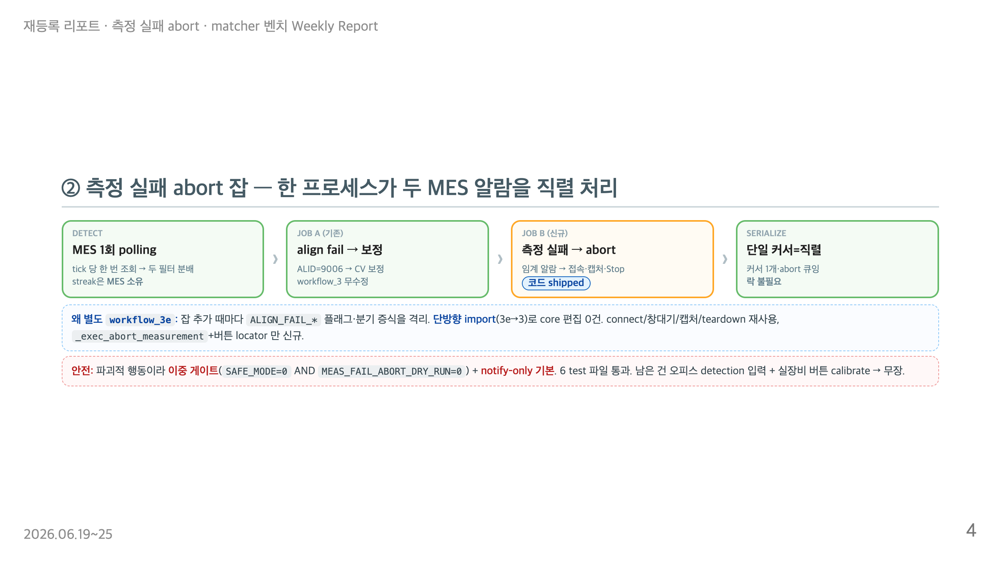 재등록 리포트 · 측정 실패 abort · matcher 벤치 Weekly Report
② 측정 실패 abort 잡 — 한 프로세스가 두 MES 알람을 직렬 처리
DETECT
MES 1회 polling
tick 당 한 번 조회 → 두 필터 분배
streak은 MES 소유
❯
JOB A (기존)
align fail → 보정
ALID=9006 → CV 보정
workflow_3 무수정
❯
JOB B (신규)
측정 실패 → abort
임계 알람 → 접속·캡처·Stop
코드 shipped
❯
SERIALIZE
단일 커서=직렬
커서 1개·abort 큐잉
락 불필요
왜 별도 workflow_3e : 잡 추가 때마다 ALIGN_FAIL_* 플래그·분기 증식을 격리. 단방향 import(3e→3)로 core 편집 0건. connect/창대기/캡처/teardown 재사용,
_exec_abort_measurement +버튼 locator 만 신규.
안전: 파괴적 행동이라 이중 게이트( SAFE_MODE=0 AND MEAS_FAIL_ABORT_DRY_RUN=0 ) + notify-only 기본. 6 test 파일 통과. 남은 건 오피스 detection 입력 + 실장비 버튼 calibrate → 무장.
2026.06.19~25
4